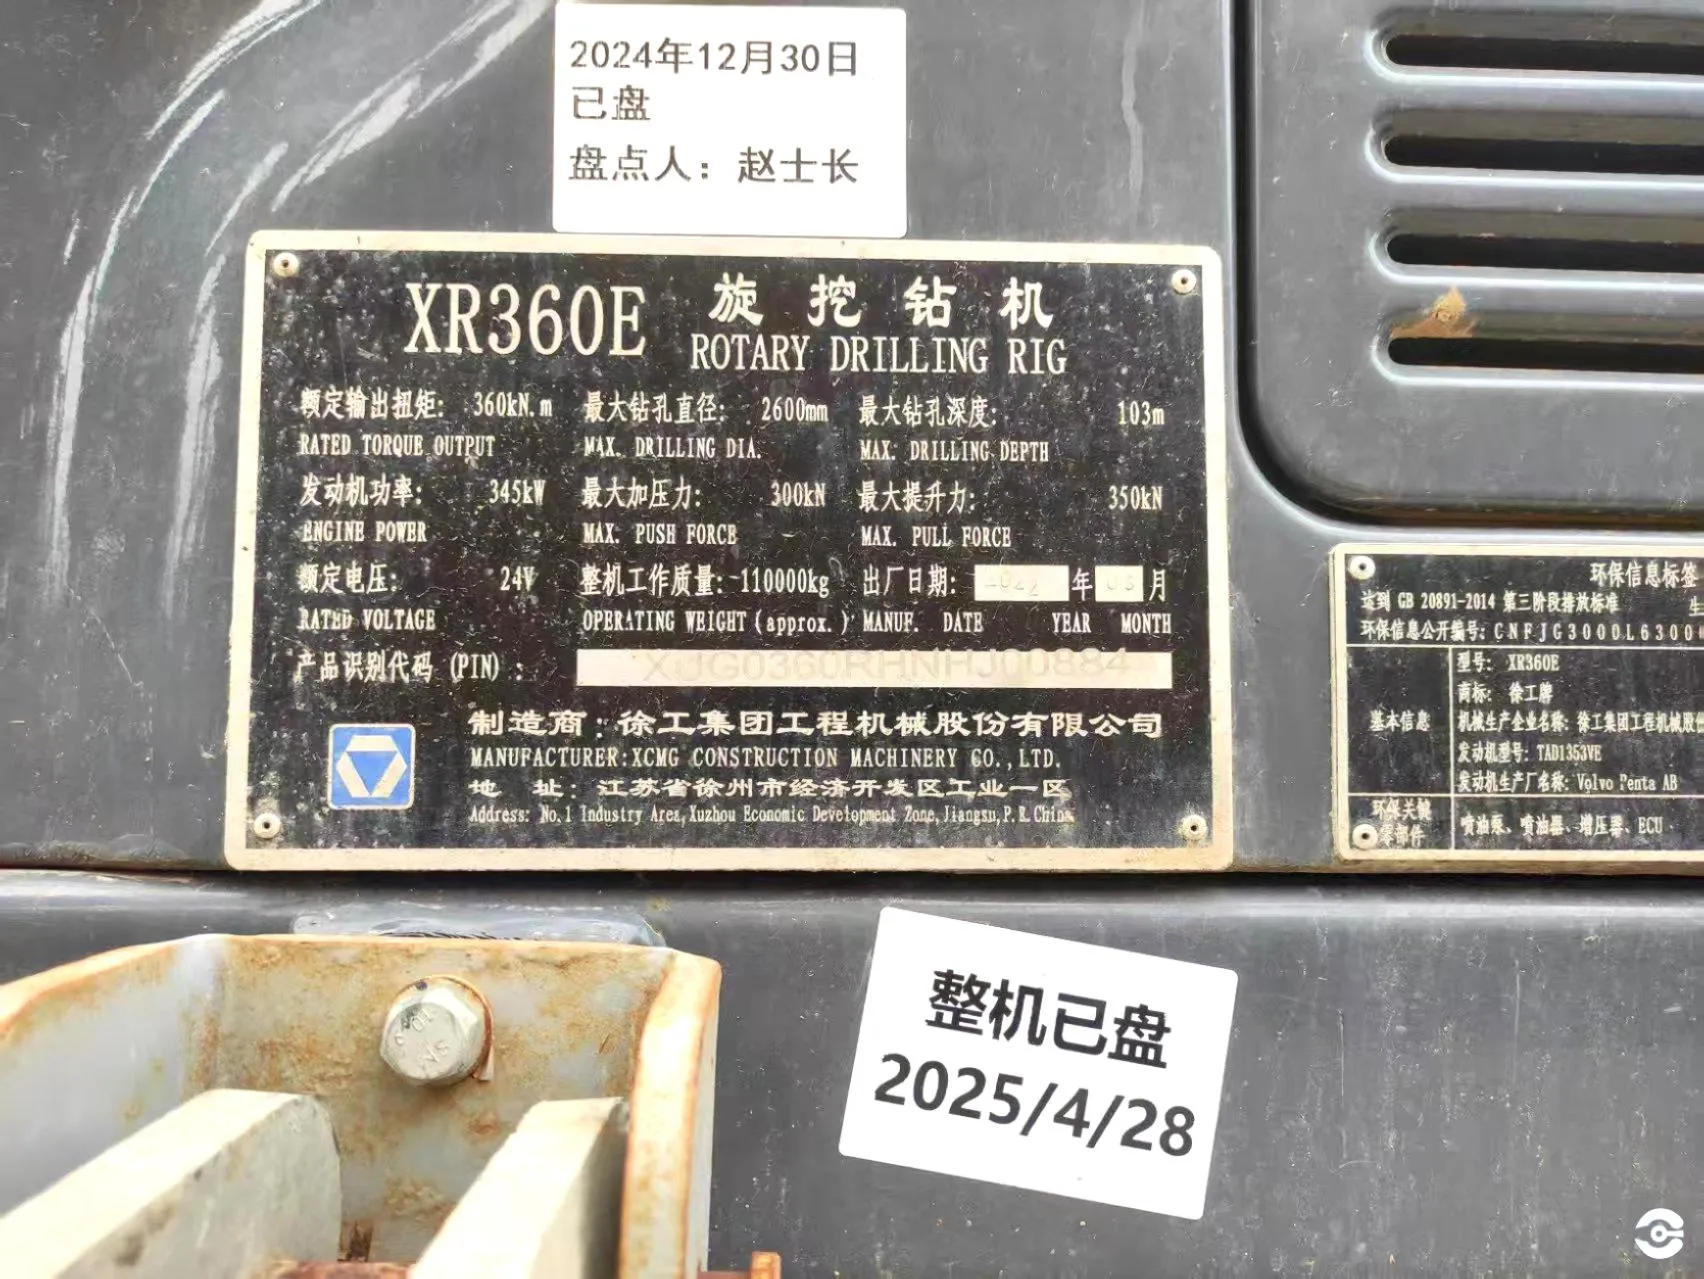 2024年12月30日
已盘
盘点人：赵士长
XR360E 旋挖钻机
ROTARY DRILLING RIG
额定输出扭矩: 360kN.m 最大钻孔直径: 2600mm 最大钻孔深度: 103m
RATED TORQUE OUTPUT MAX. DRILLING DIA. MAX. DRILLING DEPTH
发动机功率: 345kW 最大加压力: 300kN 最大提升力: 350kN
ENGINE POWER MAX. PUSH FORCE MAX. PULL FORCE
额定电压: 24V 整机工作质量: 110000kg 出厂日期: 2022 年 月
RATED VOLTAGE OPERATING WEIGHT (approx.) MANUF. DATE YEAR MONTH
产品识别代码 (PIN) : XUG0360RHNHJ00884
制造商：徐工集团工程机械股份有限公司
MANUFACTURER:XCMG CONSTRUCTION MACHINERY CO.,LTD.
地 址：江苏省徐州市经济开发区工业一区
Address: No.1 Industry Area,Xuzhou Economic Development Zone,Jiangsu,P.R.China
环保信息标签
达到 GB 20891-2014 第三阶段排放标准
环保信息公开编号: CNFJG3000L6300
基本信息
型号: XR360E
商标: 徐工牌
机械生产企业名称: 徐工集团工程机械股
发动机型号: TAD1353VE
发动机生产厂名称: Volvo Penta AB
环保关键零部件
喷油泵、喷油器、增压器、ECU
整机已盘
2025/4/28